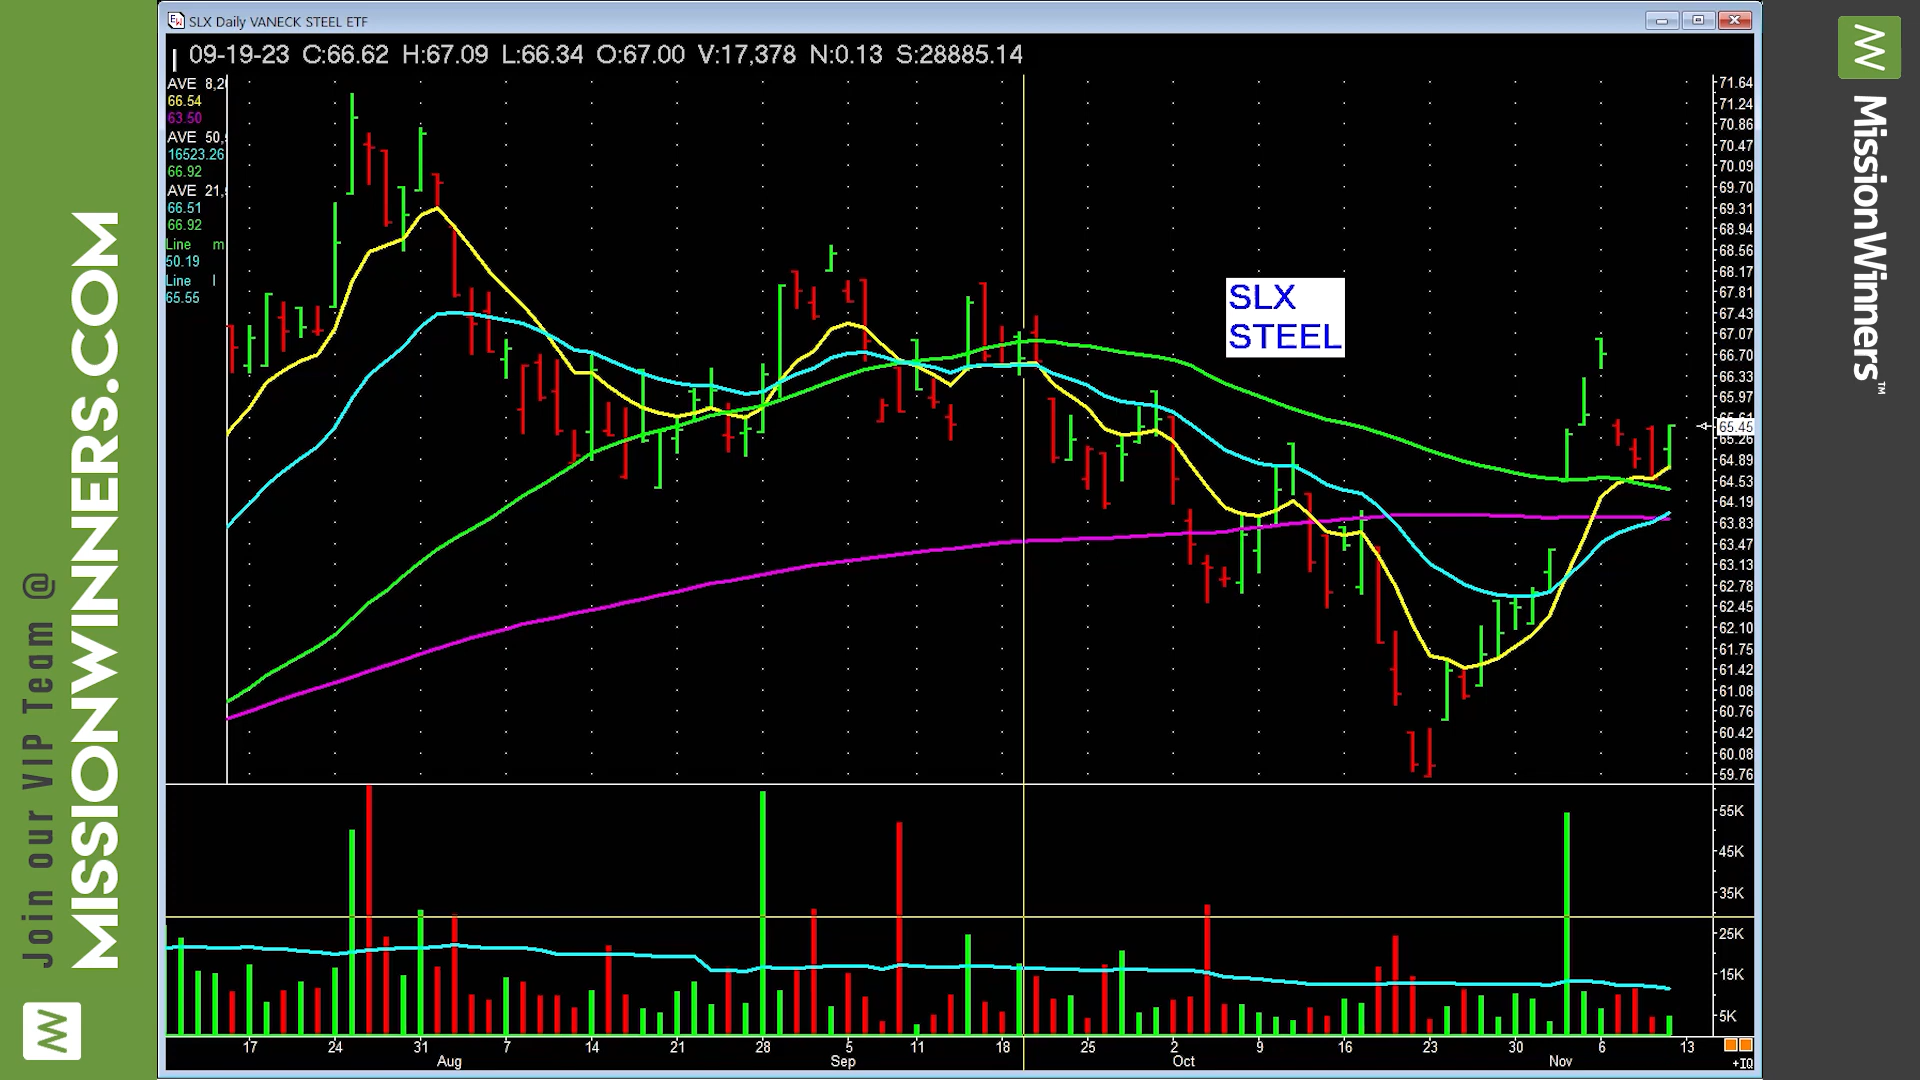 Join our VIP Team @
MISSIONWINNERS.COM
SLX Daily VANECK STEEL ETF
09-19-23 C:66.62 H:67.09 L:66.34 O:67.00 V:17,378 N:0.13 S:28885.14
AVE 8,20
66.54
63.50
AVE 50,
16523.26
66.92
AVE 21,
66.51
66.92
Line m
50.19
Line l
65.55
SLX
STEEL
71.64
71.24
70.86
70.47
70.09
69.70
69.31
68.94
68.56
68.17
67.81
67.43
67.07
66.70
66.33
65.97
65.61
65.45
65.26
64.89
64.53
64.19
63.83
63.47
63.13
62.78
62.45
62.10
61.75
61.42
61.08
60.76
60.42
60.08
59.76
55K
45K
35K
25K
15K
5K
17 24 31 7 14 21 28 5 11 18 25 2 9 16 23 30 6 13
Aug Sep Oct Nov
+IQ
MissionWinners™